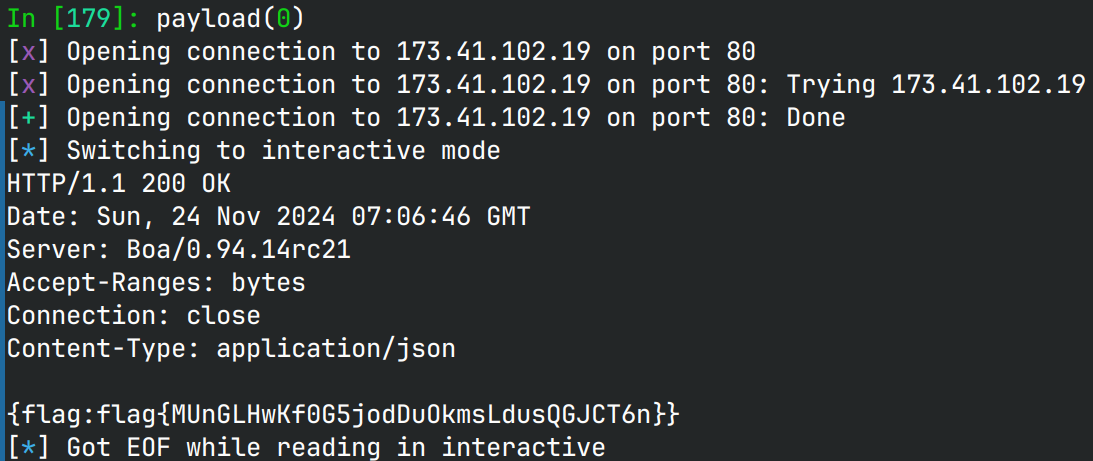 In [179]: payload(0)
[x] Opening connection to 173.41.102.19 on port 80
[x] Opening connection to 173.41.102.19 on port 80: Trying 173.41.102.19
[+] Opening connection to 173.41.102.19 on port 80: Done
[*] Switching to interactive mode
HTTP/1.1 200 OK
Date: Sun, 24 Nov 2024 07:06:46 GMT
Server: Boa/0.94.14rc21
Accept-Ranges: bytes
Connection: close
Content-Type: application/json

{flag:flag{MUnGLHwKf0G5jodDuOkmsLdusQGJCT6n}}
[*] Got EOF while reading in interactive